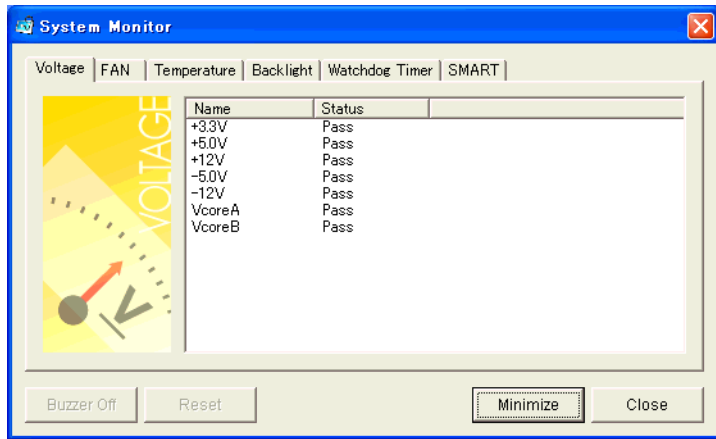 System Monitor
Voltage FAN Temperature Backlight Watchdog Timer SMART
VOLTAGE
V
Name Status
+3.3V Pass
+5.0V Pass
+12V Pass
-5.0V Pass
-12V Pass
VcoreA Pass
VcoreB Pass
Buzzer Off Reset Minimize Close